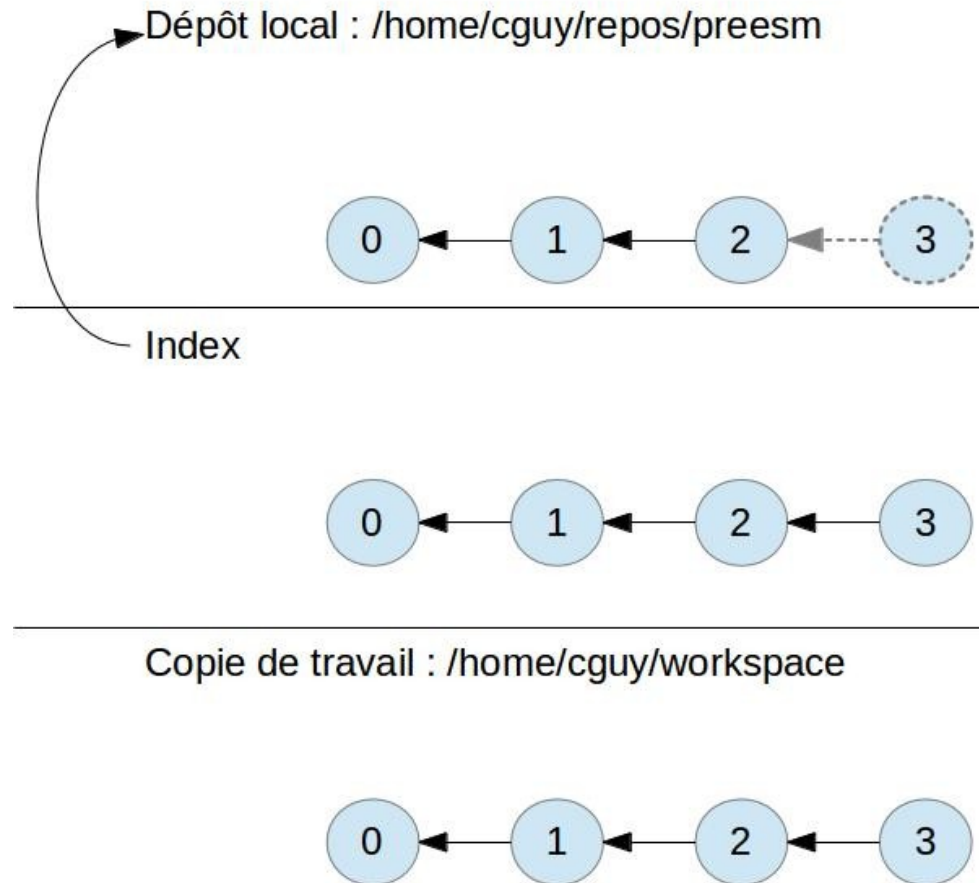 Dépôt local : /home/cguy/repos/preesm
0 1 2 3
Index
0 1 2 3
Copie de travail : /home/cguy/workspace
0 1 2 3